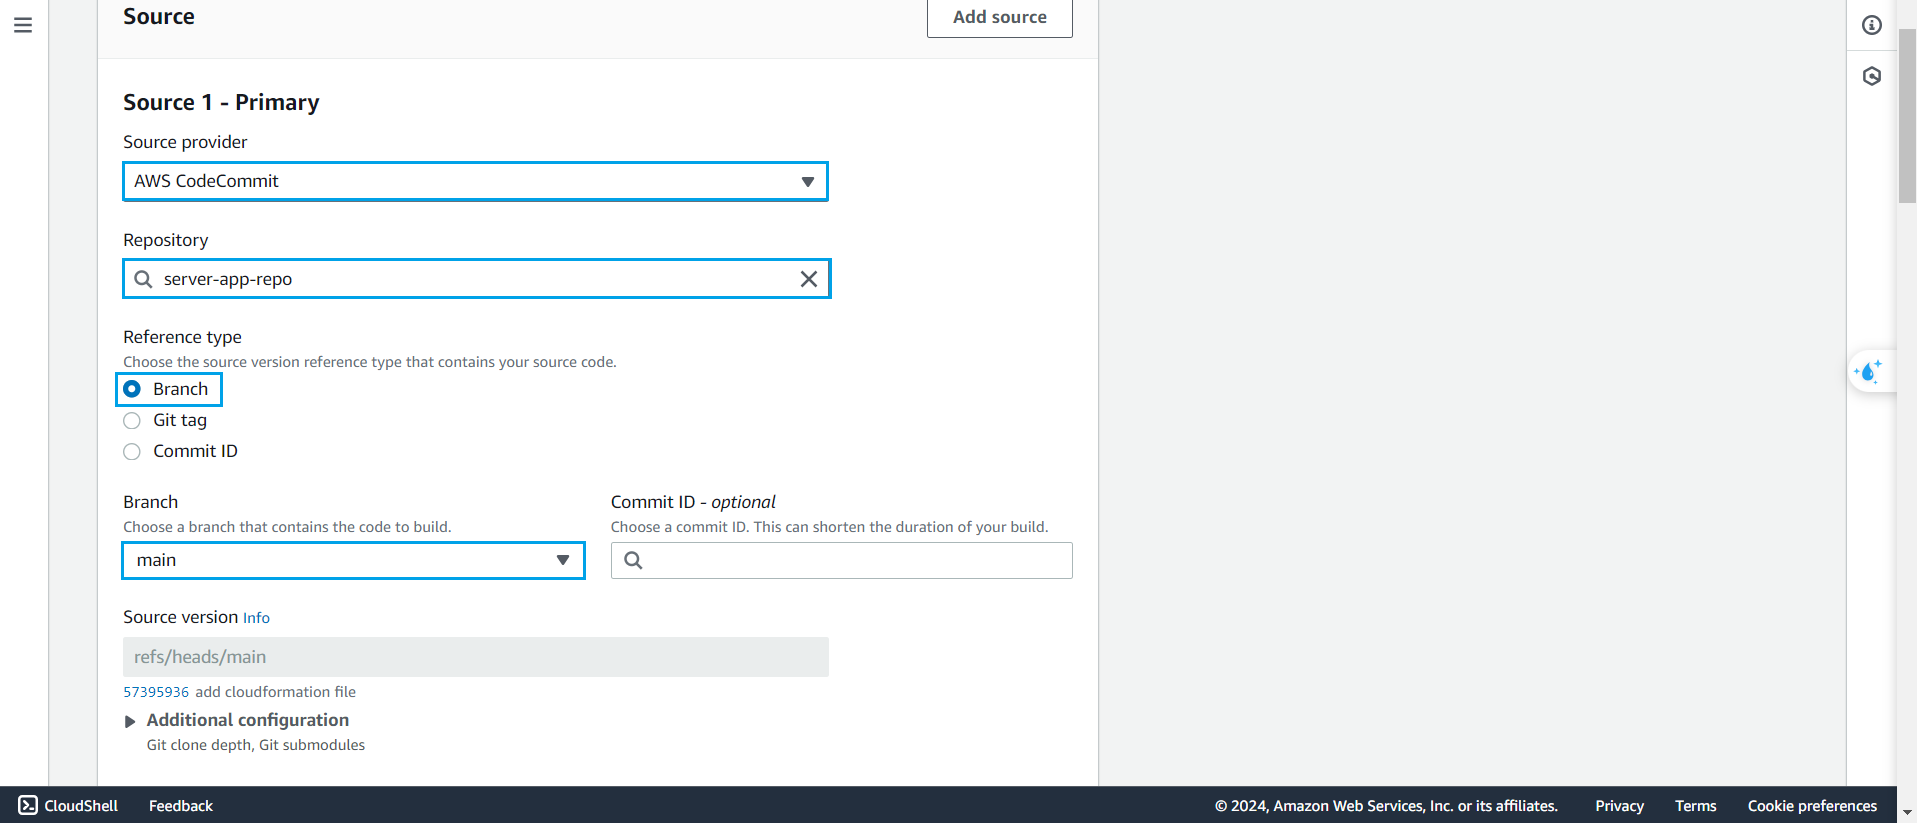 Source
Add source
Source 1 - Primary
Source provider
AWS CodeCommit
Repository
server-app-repo
Reference type
Choose the source version reference type that contains your source code.
Branch
Git tag
Commit ID
Branch
Choose a branch that contains the code to build.
main
Commit ID - optional
Choose a commit ID. This can shorten the duration of your build.
Source version Info
refs/heads/main
57395936 add cloudformation file
Additional configuration
Git clone depth, Git submodules
CloudShell Feedback © 2024, Amazon Web Services, Inc. or its affiliates. Privacy Terms Cookie preferences